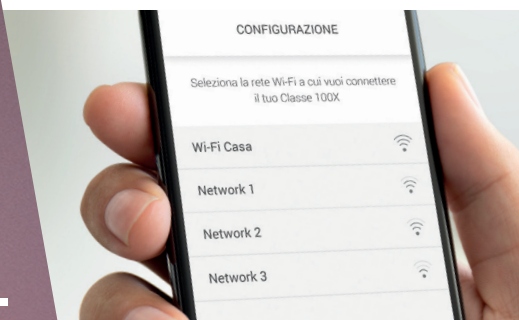 CONFIGURAZIONE
Seleziona la rete Wi-Fi a cui vuoi connettere
il tuo Classe 100X
Wi-Fi Casa
Network 1
Network 2
Network 3